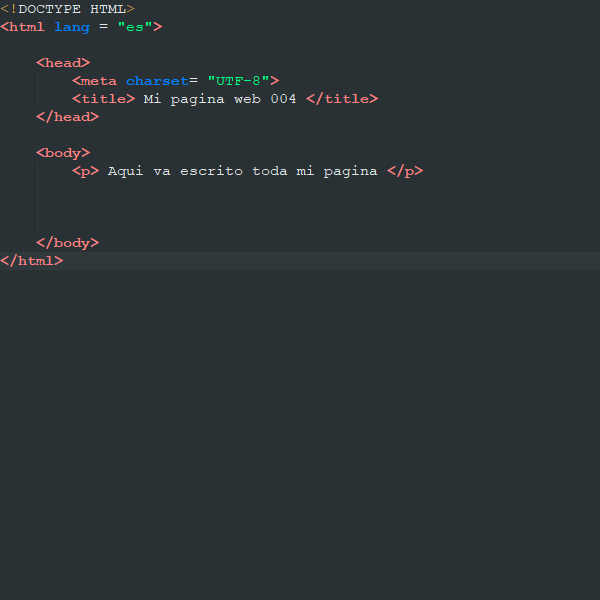 <!DOCTYPE HTML>
<html lang = "es">
<head>
<meta charset= "UTF-8">
<title> Mi pagina web 004 </title>
</head>
<body>
<p> Aqui va escrito toda mi pagina </p>
</body>
</html>